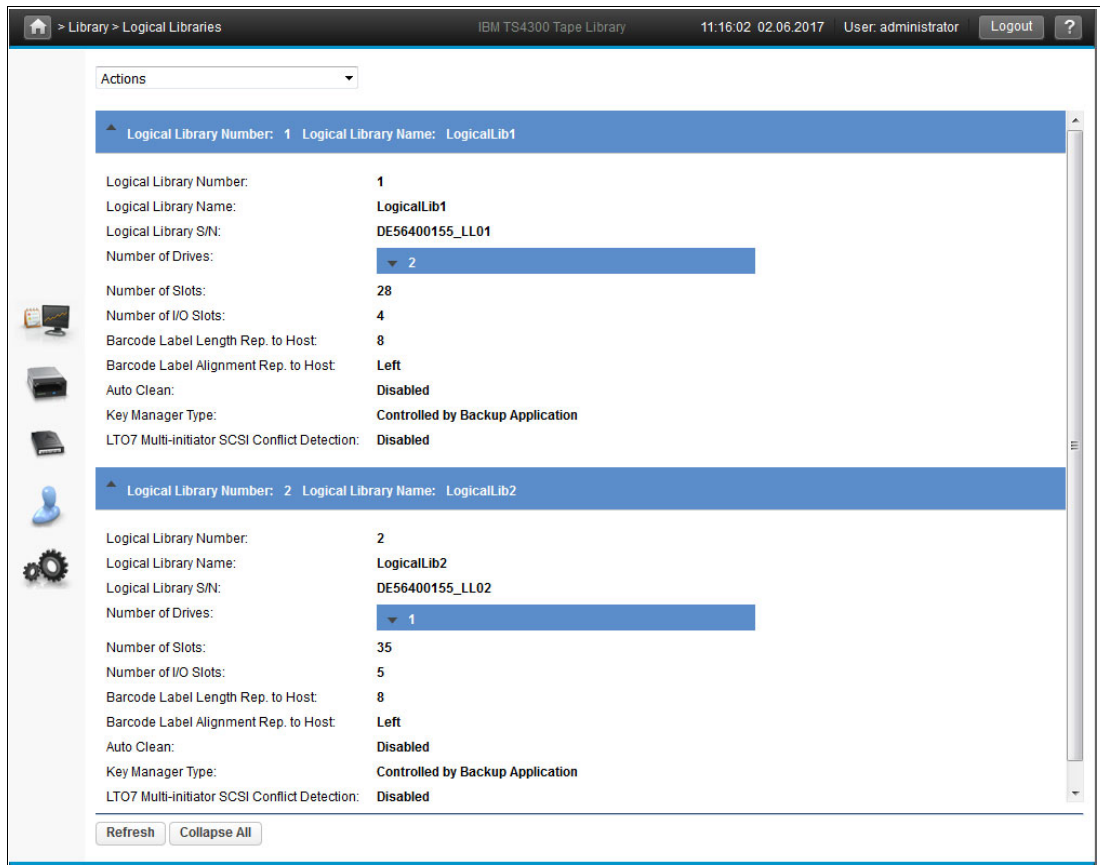 > Library > Logical Libraries IBM TS4300 Tape Library 11:16:02 02.06.2017 User: administrator Logout ?
Actions
Logical Library Number: 1 Logical Library Name: LogicalLib1
Logical Library Number: 1
Logical Library Name: LogicalLib1
Logical Library S/N: DE56400155_LL01
Number of Drives: 2
Number of Slots: 28
Number of I/O Slots: 4
Barcode Label Length Rep. to Host: 8
Barcode Label Alignment Rep. to Host: Left
Auto Clean: Disabled
Key Manager Type: Controlled by Backup Application
LTO7 Multi-initiator SCSI Conflict Detection: Disabled
Logical Library Number: 2 Logical Library Name: LogicalLib2
Logical Library Number: 2
Logical Library Name: LogicalLib2
Logical Library S/N: DE56400155_LL02
Number of Drives: 1
Number of Slots: 35
Number of I/O Slots: 5
Barcode Label Length Rep. to Host: 8
Barcode Label Alignment Rep. to Host: Left
Auto Clean: Disabled
Key Manager Type: Controlled by Backup Application
LTO7 Multi-initiator SCSI Conflict Detection: Disabled
Refresh Collapse All